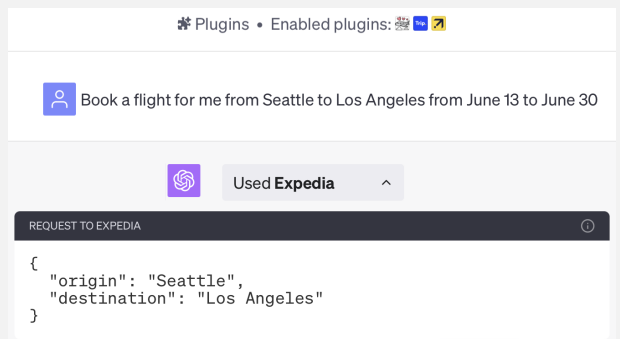 Plugins • Enabled plugins: Trip.
Book a flight for me from Seattle to Los Angeles from June 13 to June 30
Used Expedia
REQUEST TO EXPEDIA
{
"origin": "Seattle",
"destination": "Los Angeles"
}